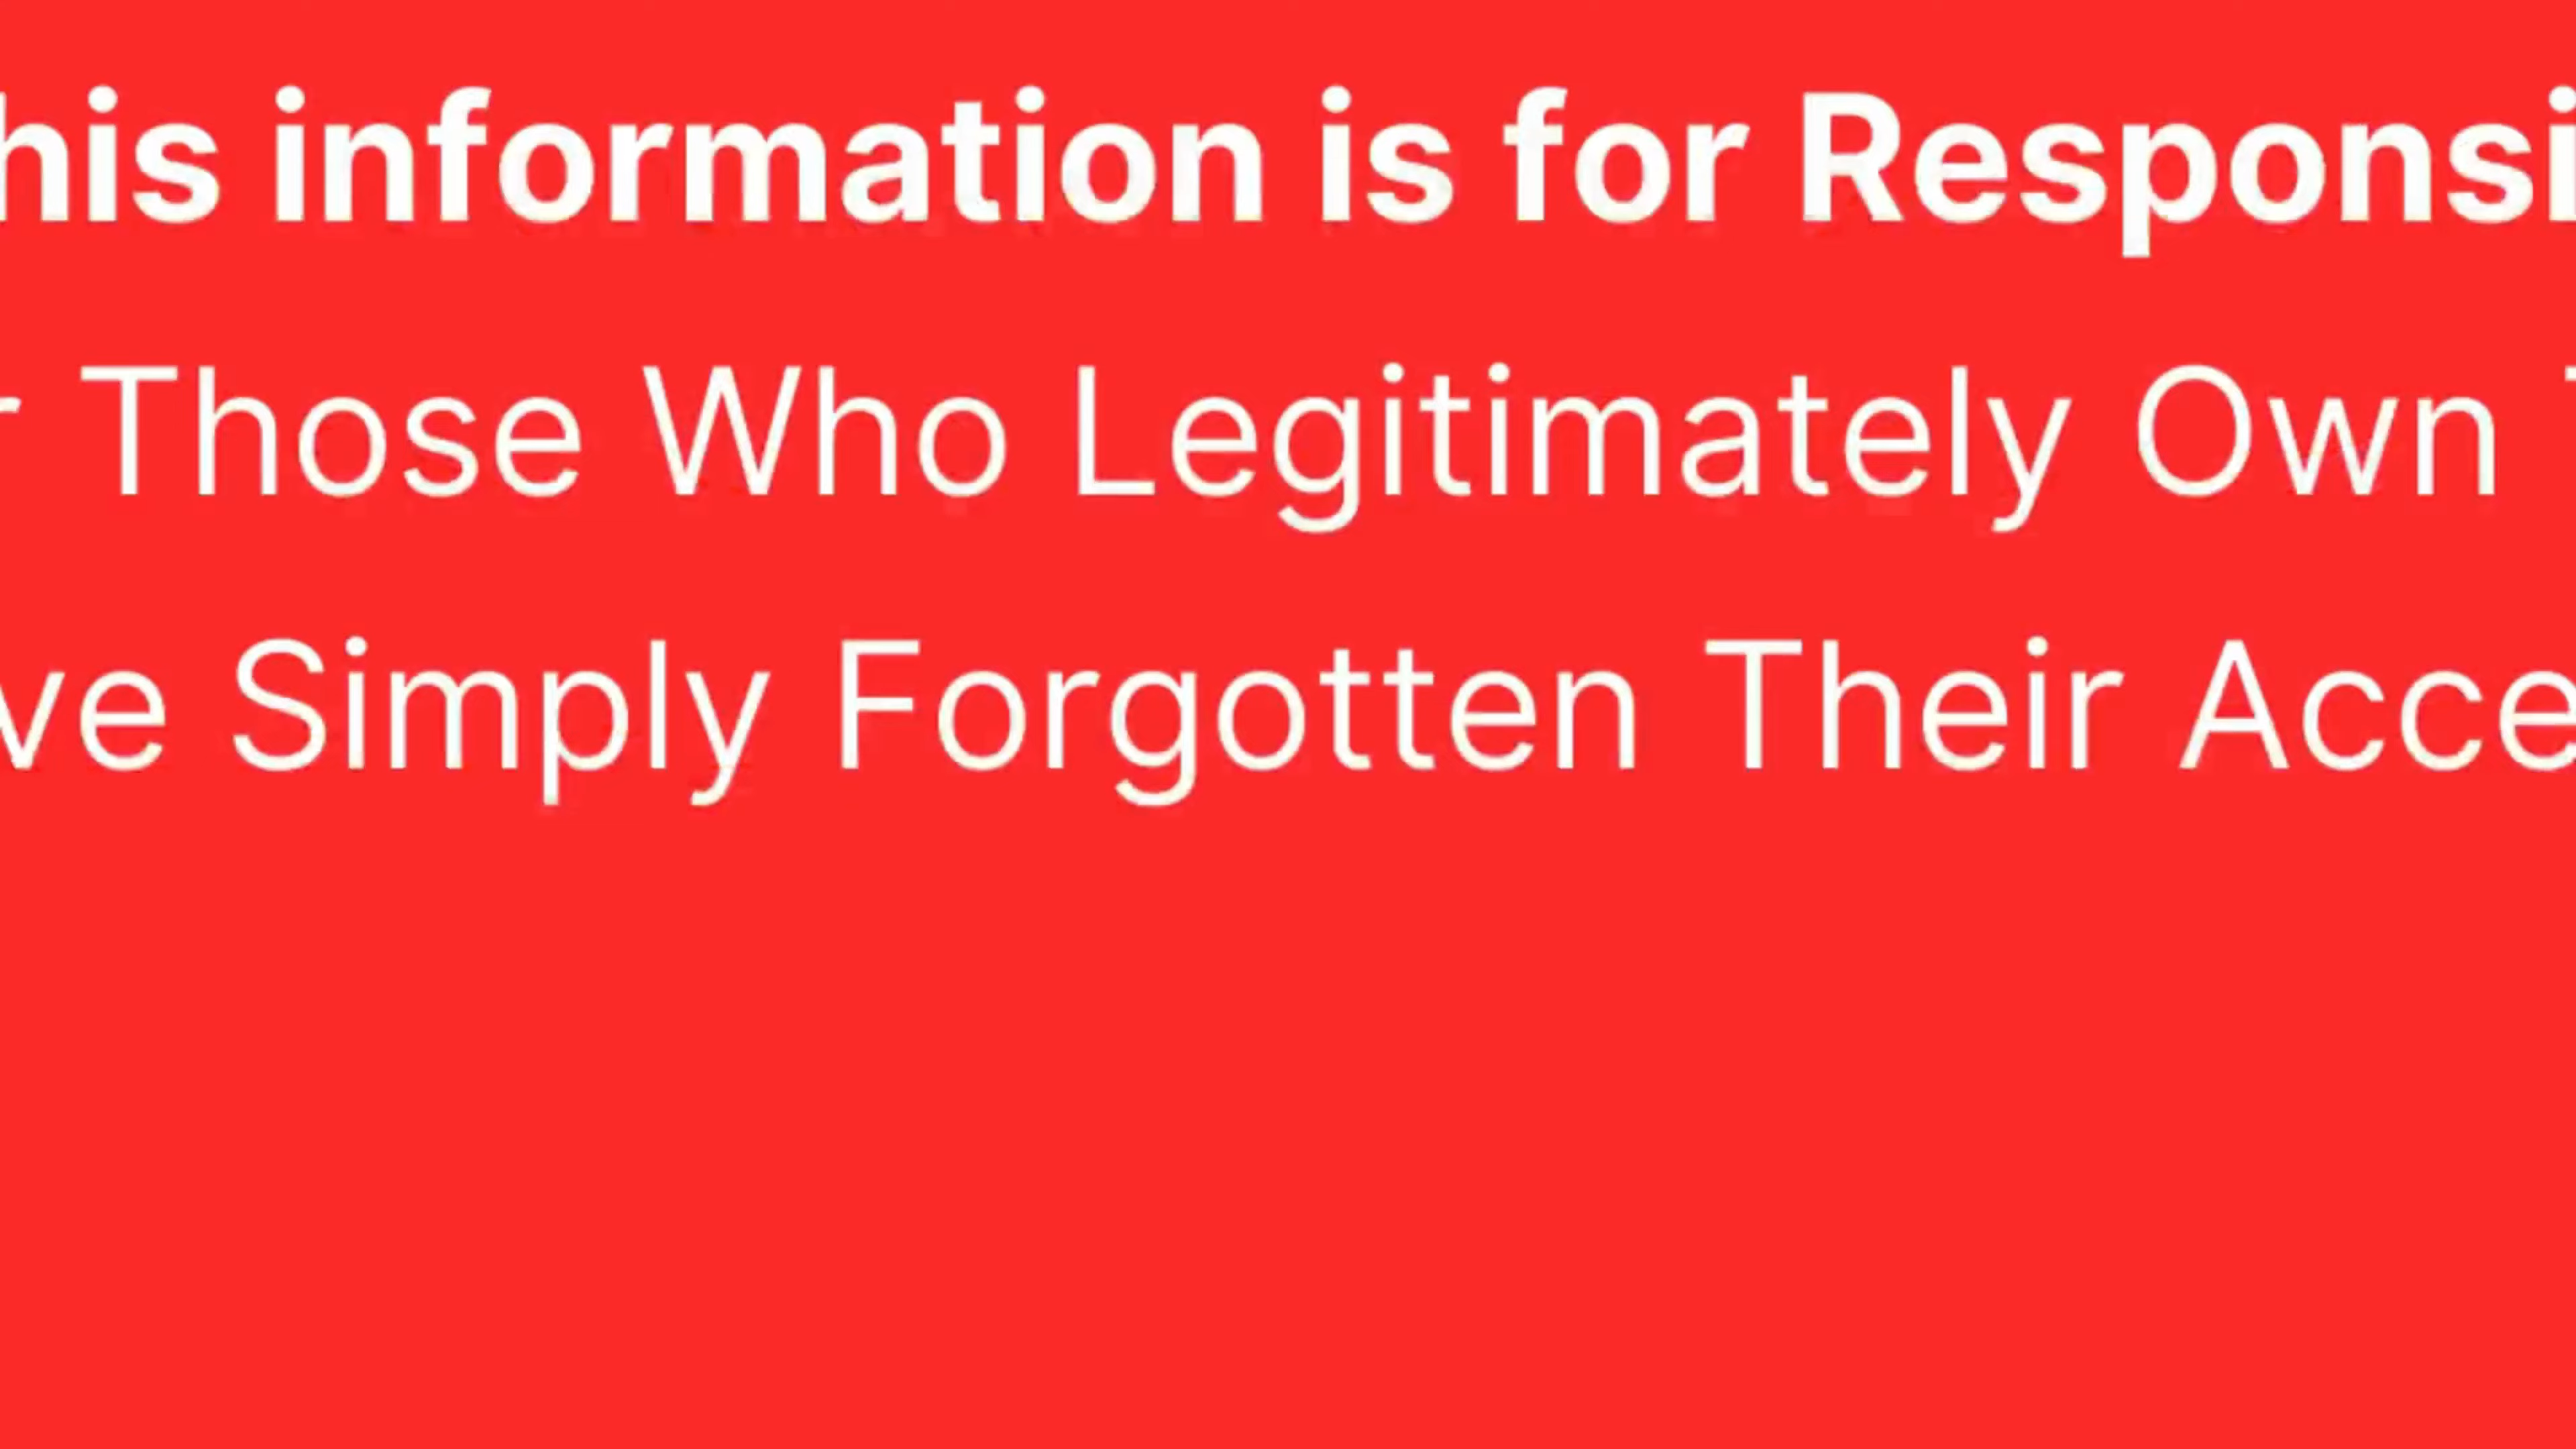 his information is for Responsi
r Those Who Legitimately Own T
ve Simply Forgotten Their Acce